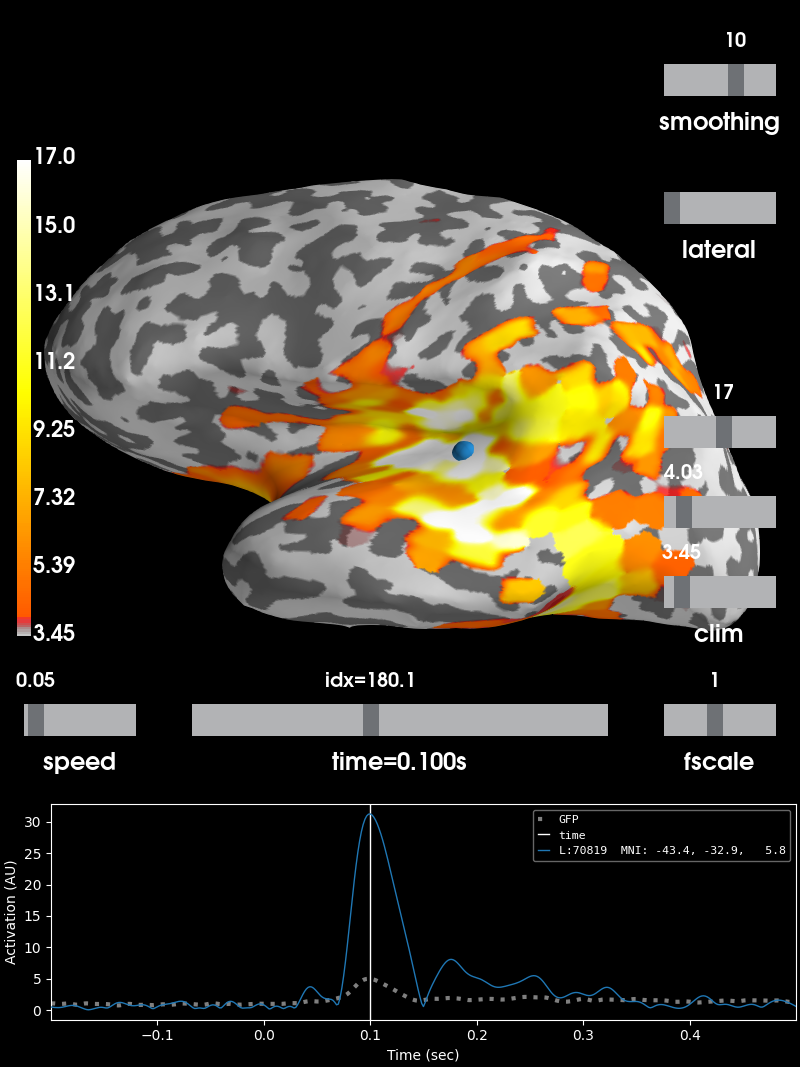 10
smoothing
17.0
15.0
13.1
11.2
9.25
7.32
5.39
3.45
lateral
17
4.03
3.45
clim
0.05
speed
idx=180.1
time=0.100s
1
fscale
Activation (AU)
30
25
20
15
10
5
0
GFP
time
L:70819 MNI: -43.4, -32.9, 5.8
−0.1
0.0
0.1
0.2
0.3
0.4
Time (sec)